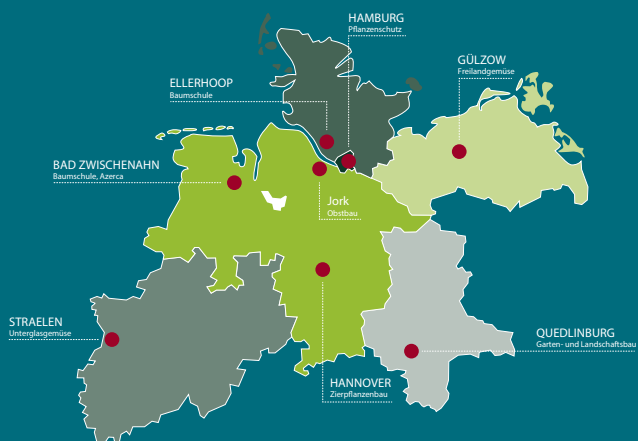 HAMBURG
Pflanzenschutz
GÜLZOW
Freilandgemüse
ELLERHOOP
Baumschule
BAD ZWISCHENAHN
Baumschule, Azerca
Jork
Obstbau
STRAELEN
Unterglasgemüse
QUEDLINBURG
Garten- und Landschaftsbau
HANNOVER
Zierpflanzenbau